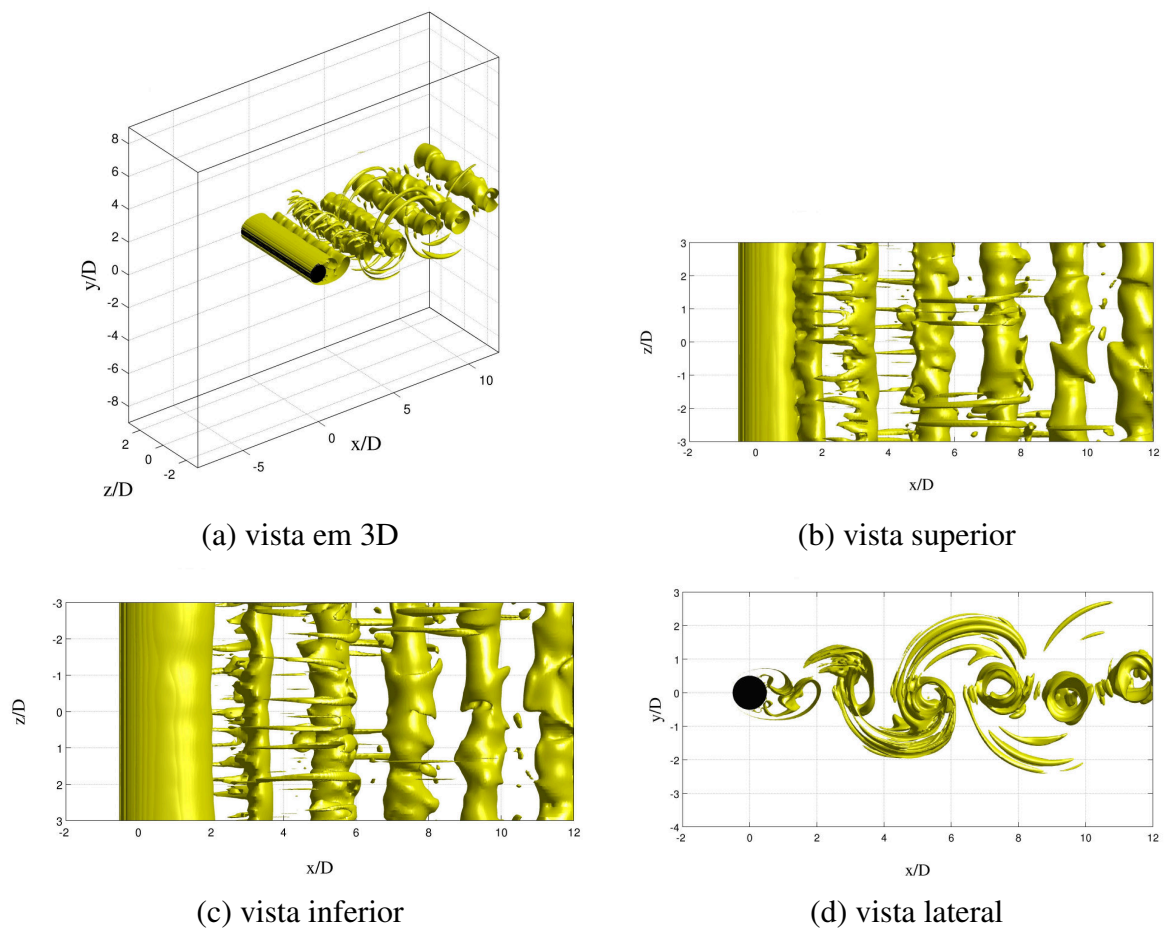 8
6
4
2
0
-2
-4
-6
-8
y/D
2
0
-2
z/D
-5
0
5
10
x/D
(a) vista em 3D
3
2
1
0
-1
-2
-3
z/D
-2 0 2 4 6 8 10 12
x/D
(b) vista superior
-3
-2
-1
0
1
2
3
z/D
-2 0 2 4 6 8 10 12
x/D
(c) vista inferior
3
2
1
0
-1
-2
-3
-4
y/D
-2 0 2 4 6 8 10 12
x/D
(d) vista lateral